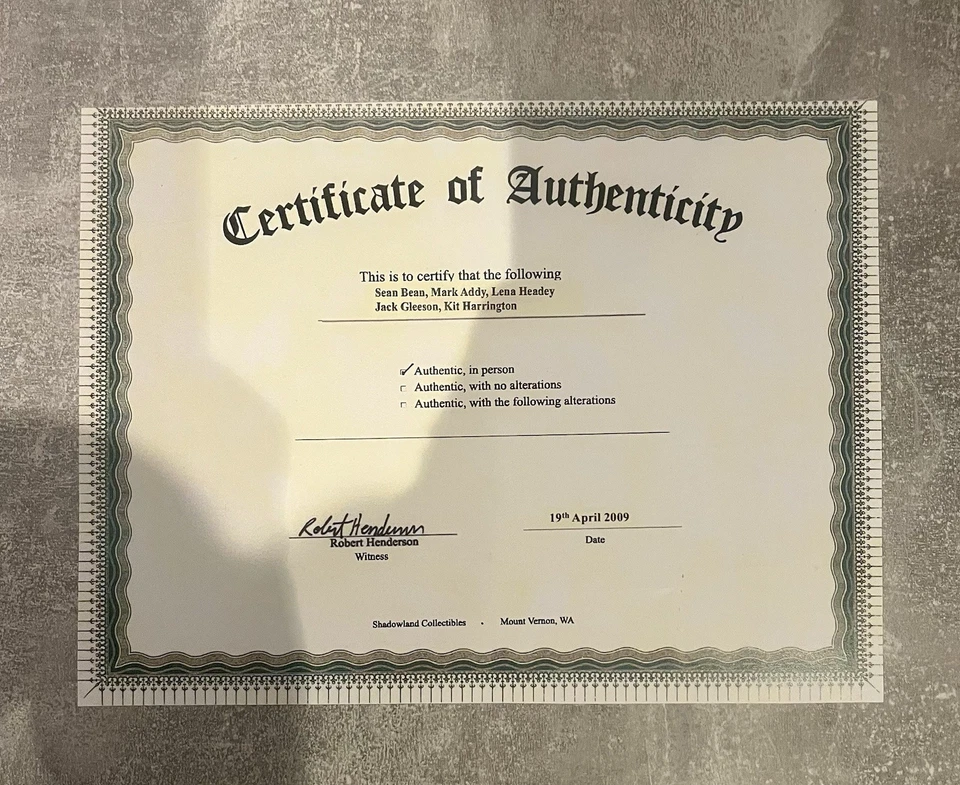 Certificate of Authenticity
This is to certify that the following
Sean Bean, Mark Addy, Lena Headey
Jack Gleeson, Kit Harrington
Authentic, in person
Authentic, with no alterations
Authentic, with the following alterations
Robert Henderson
Robert Henderson
Witness
19th April 2009
Date
Shadowland Collectibles · Mount Vernon, WA